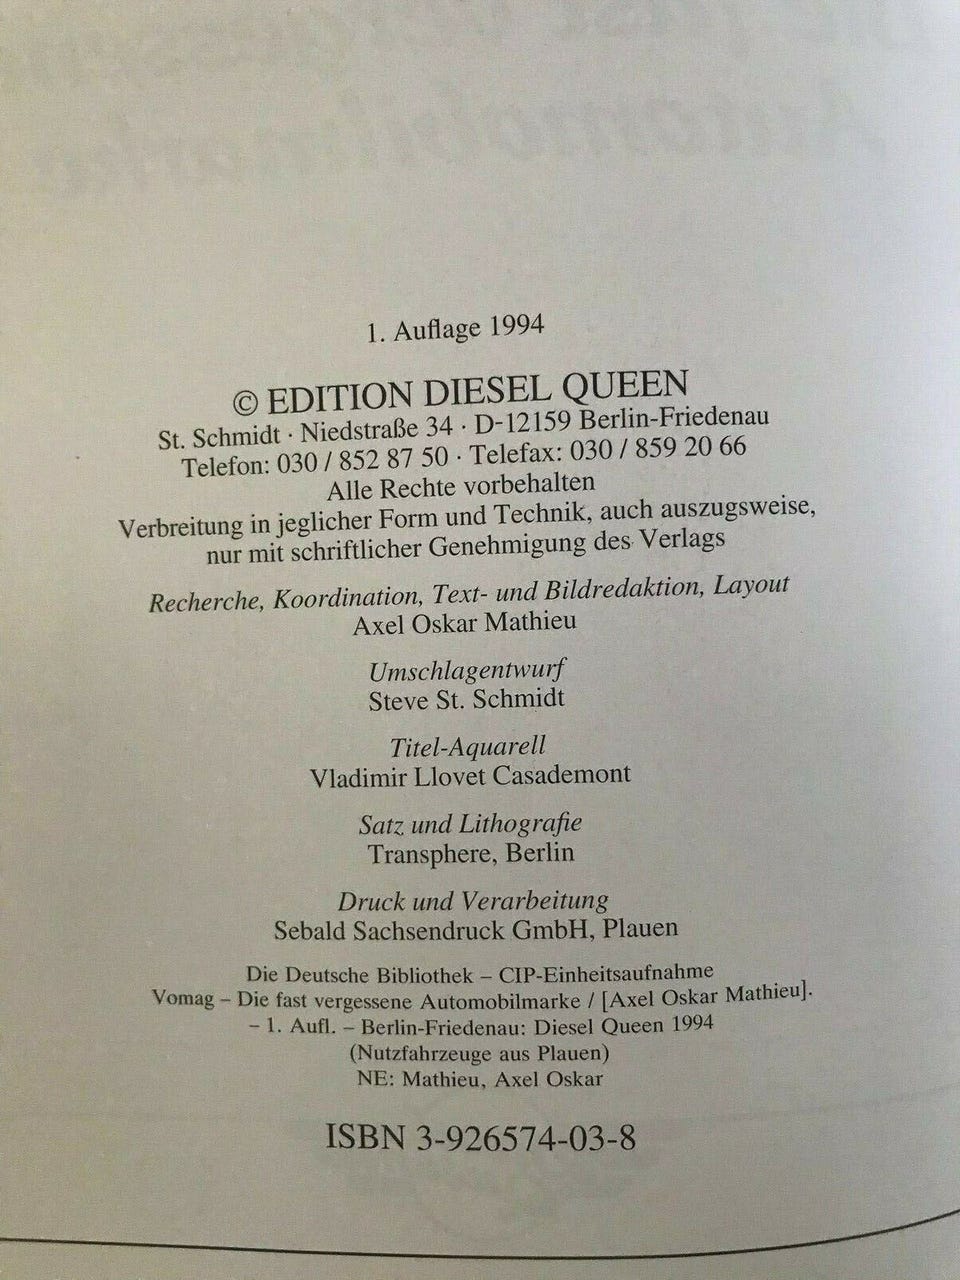 1. Auflage 1994
© EDITION DIESEL QUEEN
St. Schmidt · Niedstraße 34 · D-12159 Berlin-Friedenau
Telefon: 030 / 852 87 50 · Telefax: 030 / 859 20 66
Alle Rechte vorbehalten
Verbreitung in jeglicher Form und Technik, auch auszugsweise,
nur mit schriftlicher Genehmigung des Verlags
Recherche, Koordination, Text- und Bildredaktion, Layout
Axel Oskar Mathieu
Umschlagentwurf
Steve St. Schmidt
Titel-Aquarell
Vladimir Llovet Casademont
Satz und Lithografie
Transphere, Berlin
Druck und Verarbeitung
Sebald Sachsendruck GmbH, Plauen
Die Deutsche Bibliothek – CIP-Einheitsaufnahme
Vomag – Die fast vergessene Automobilmarke / [Axel Oskar Mathieu].
– 1. Aufl. – Berlin-Friedenau: Diesel Queen 1994
(Nutzfahrzeuge aus Plauen)
NE: Mathieu, Axel Oskar
ISBN 3-926574-03-8